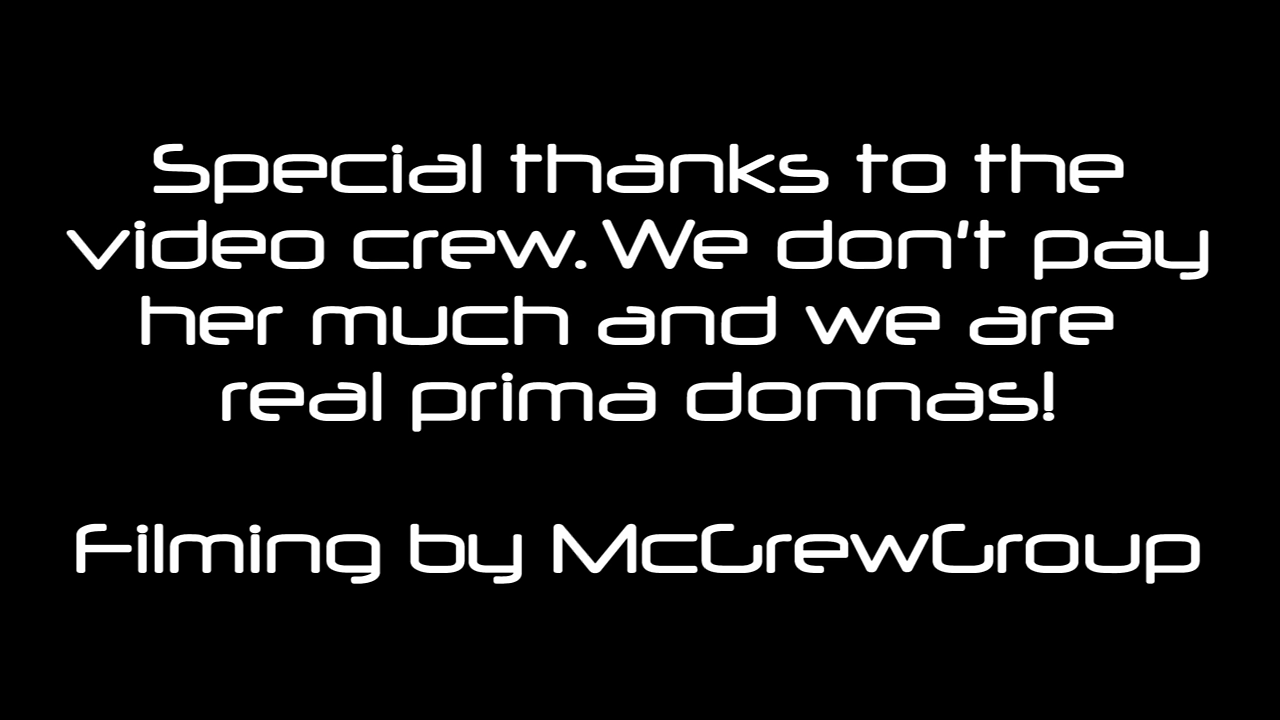 Special thanks to the
video crew. We don't pay
her much and we are
real prima donnas!
Filming by McGrewGroup